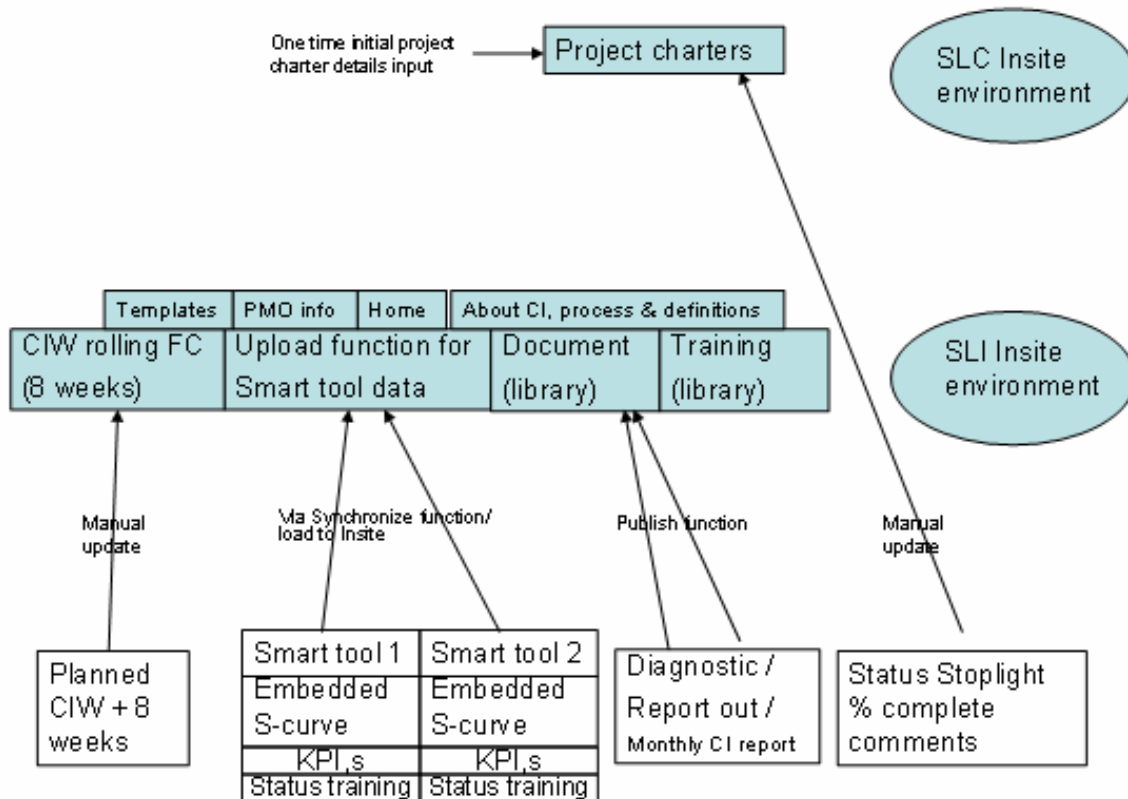 One time initial project
charter details input
Project charters
SLC Insite
environment
Templates
PMO info
Home
About CI, process & definitions
CIW rolling FC
(8 weeks)
Upload function for
Smart tool data
Document
(library)
Training
(library)
SLI Insite
environment
Manual
update
Via Synchronize function/
load to Insite
Publish function
Manual
update
Planned
CIW + 8
weeks
Smart tool 1
Embedded
S-curve
KPI,s
Status training
Smart tool 2
Embedded
S-curve
KPI,s
Status training
Diagnostic /
Report out /
Monthly CI report
Status Stoplight
% complete
comments